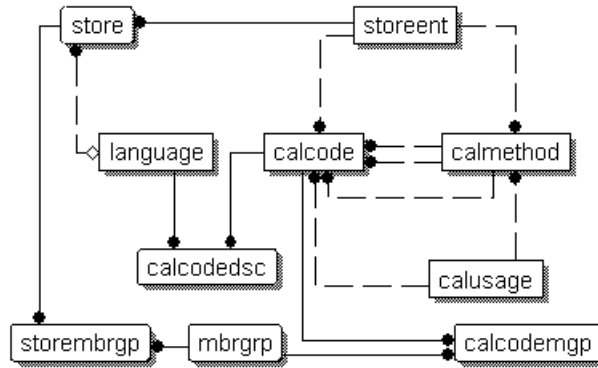 store
storeent
language
calcode
calmethod
calcodedsc
calusage
storembrgp
mbrgrp
calcodemgp